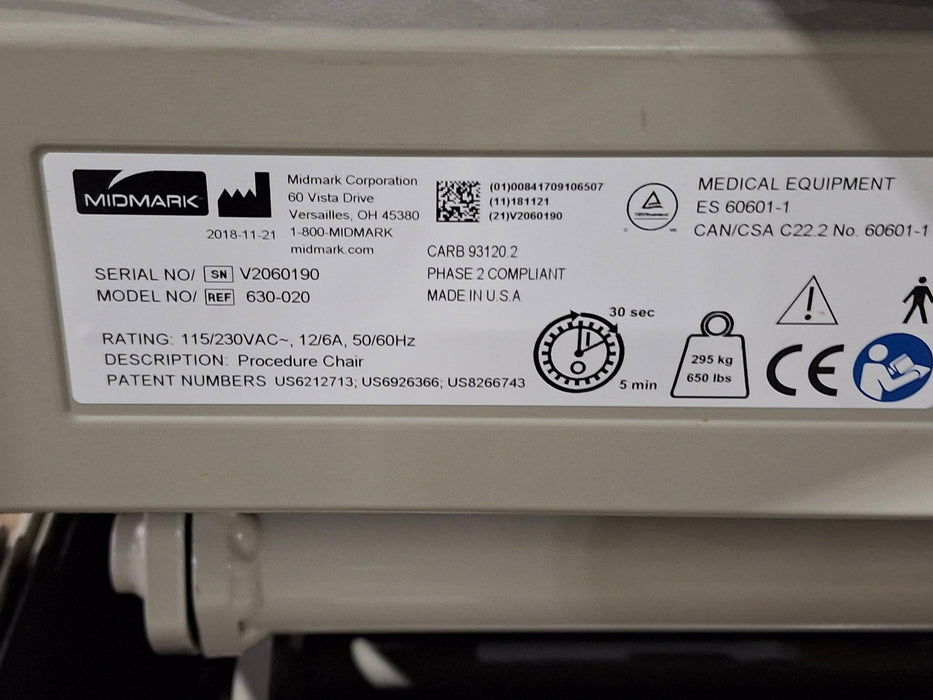 MIDMARK
2018-11-21
Midmark Corporation
60 Vista Drive
Versailles, OH 45380
1-800-MIDMARK
midmark.com
(01)00841709106507
(11)181121
(21)V2060190
MEDICAL EQUIPMENT
ES 60601-1
CAN/CSA C22.2 No. 60601-1
CARB 93120.2
PHASE 2 COMPLIANT
MADE IN U.S.A
SERIAL NO/ SN V2060190
MODEL NO/ REF 630-020
RATING: 115/230VAC~, 12/6A, 50/60Hz
DESCRIPTION: Procedure Chair
PATENT NUMBERS US6212713; US6926366; US8266743
30 sec
5 min
295 kg
650 lbs
CE